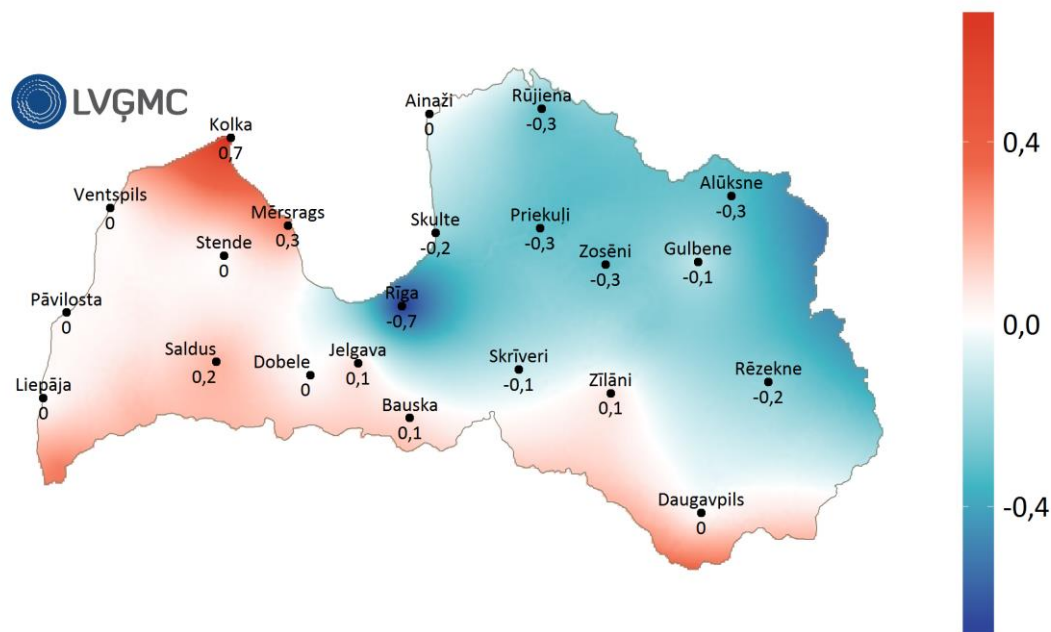 LVĢMC
Kolka
0,7
Ventspils
0
Mērsrags
0,3
Stende
0
Pāvilosta
0
Saldus
0,2
Liepāja
0
Dobele
0
Jelgava
0,1
Bauska
0,1
Ainaži
0
Rūjiena
-0,3
Skulte
-0,2
Priekuļi
-0,3
Alūksne
-0,3
Zosēni
-0,3
Gulbene
-0,1
Rīga
-0,7
Skrīveri
-0,1
Zīlāni
0,1
Rēzekne
-0,2
Daugavpils
0
0,4
0,0
-0,4